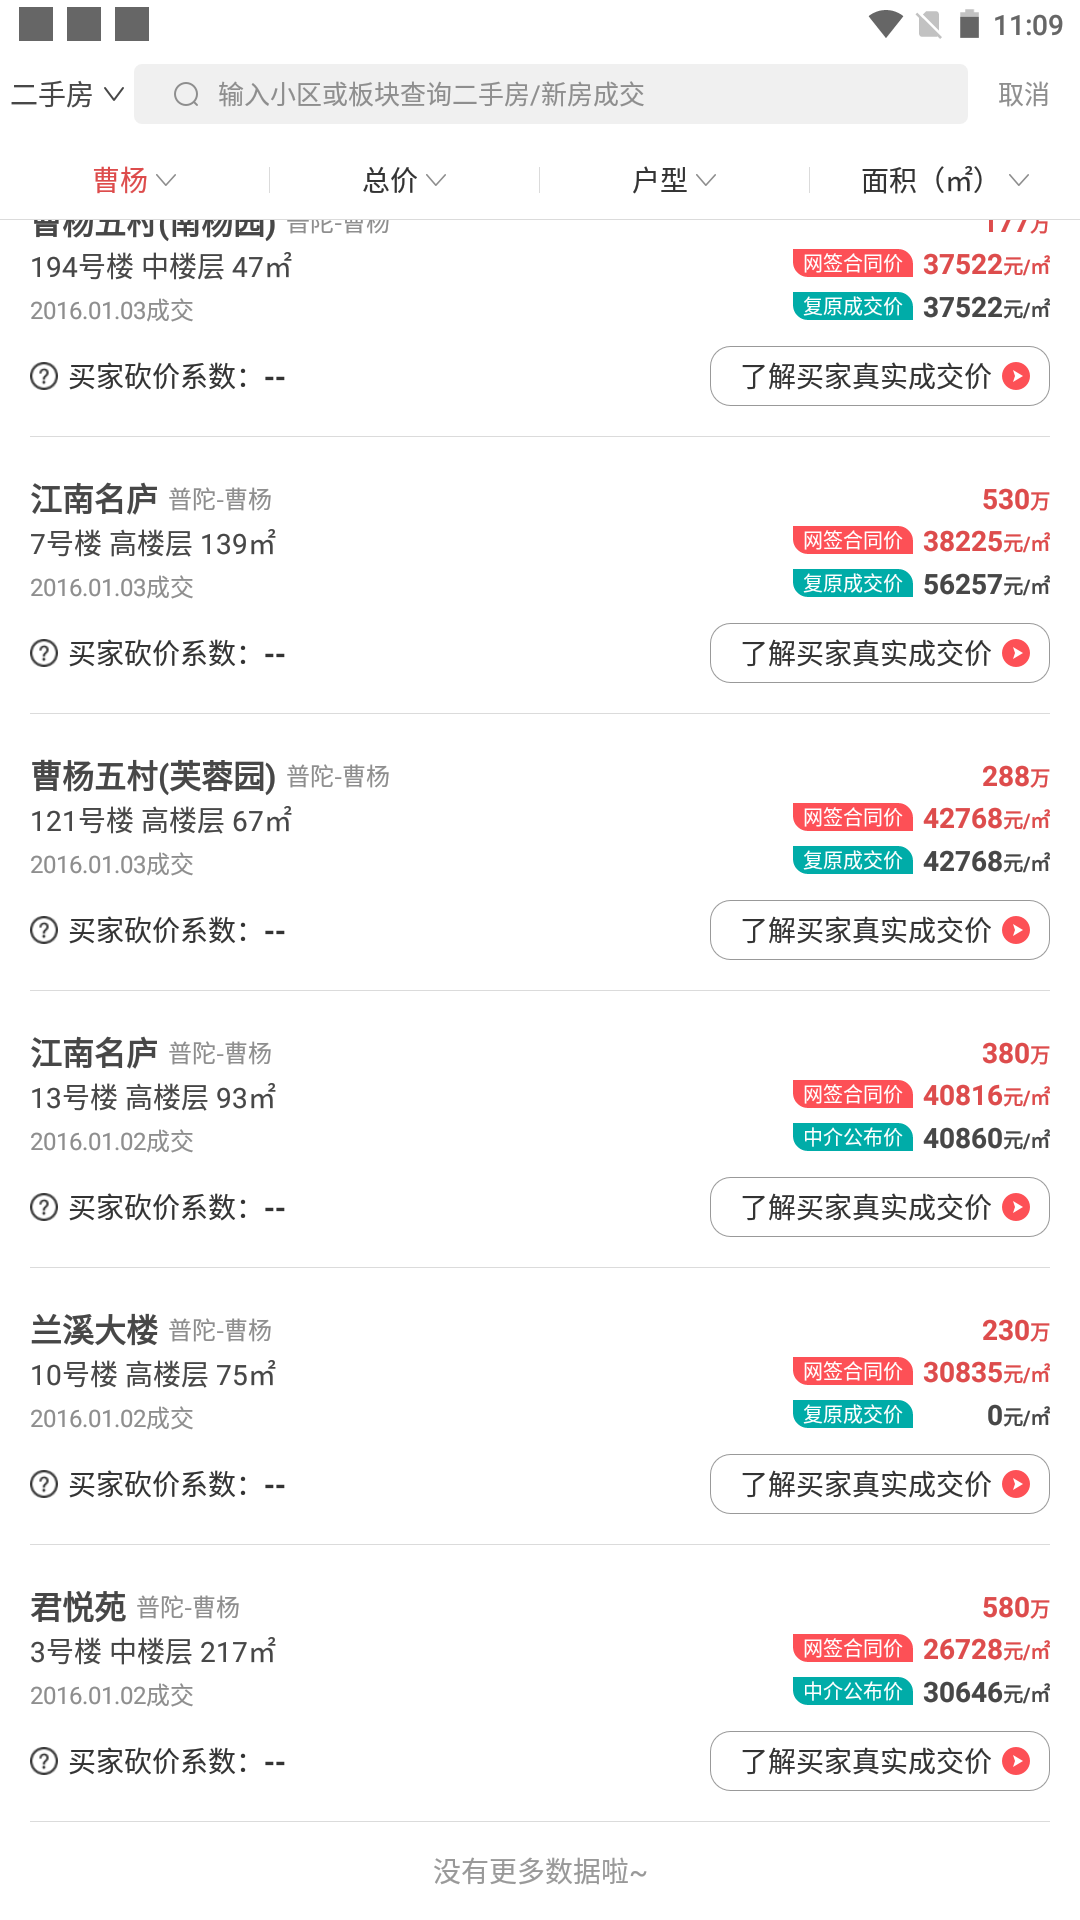 11:09
二手房
输入小区或板块查询二手房/新房成交
取消
曹杨
总价
户型
面积（㎡）
曹杨五村(南杨园) 普陀-曹杨
177万
194号楼 中楼层 47㎡
网签合同价 37522元/㎡
2016.01.03成交
复原成交价 37522元/㎡
买家砍价系数：--
了解买家真实成交价
江南名庐 普陀-曹杨
530万
7号楼 高楼层 139㎡
网签合同价 38225元/㎡
2016.01.03成交
复原成交价 56257元/㎡
买家砍价系数：--
了解买家真实成交价
曹杨五村(芙蓉园) 普陀-曹杨
288万
121号楼 高楼层 67㎡
网签合同价 42768元/㎡
2016.01.03成交
复原成交价 42768元/㎡
买家砍价系数：--
了解买家真实成交价
江南名庐 普陀-曹杨
380万
13号楼 高楼层 93㎡
网签合同价 40816元/㎡
2016.01.02成交
中介公布价 40860元/㎡
买家砍价系数：--
了解买家真实成交价
兰溪大楼 普陀-曹杨
230万
10号楼 高楼层 75㎡
网签合同价 30835元/㎡
2016.01.02成交
复原成交价 0元/㎡
买家砍价系数：--
了解买家真实成交价
君悦苑 普陀-曹杨
580万
3号楼 中楼层 217㎡
网签合同价 26728元/㎡
2016.01.02成交
中介公布价 30646元/㎡
买家砍价系数：--
了解买家真实成交价
没有更多数据啦~